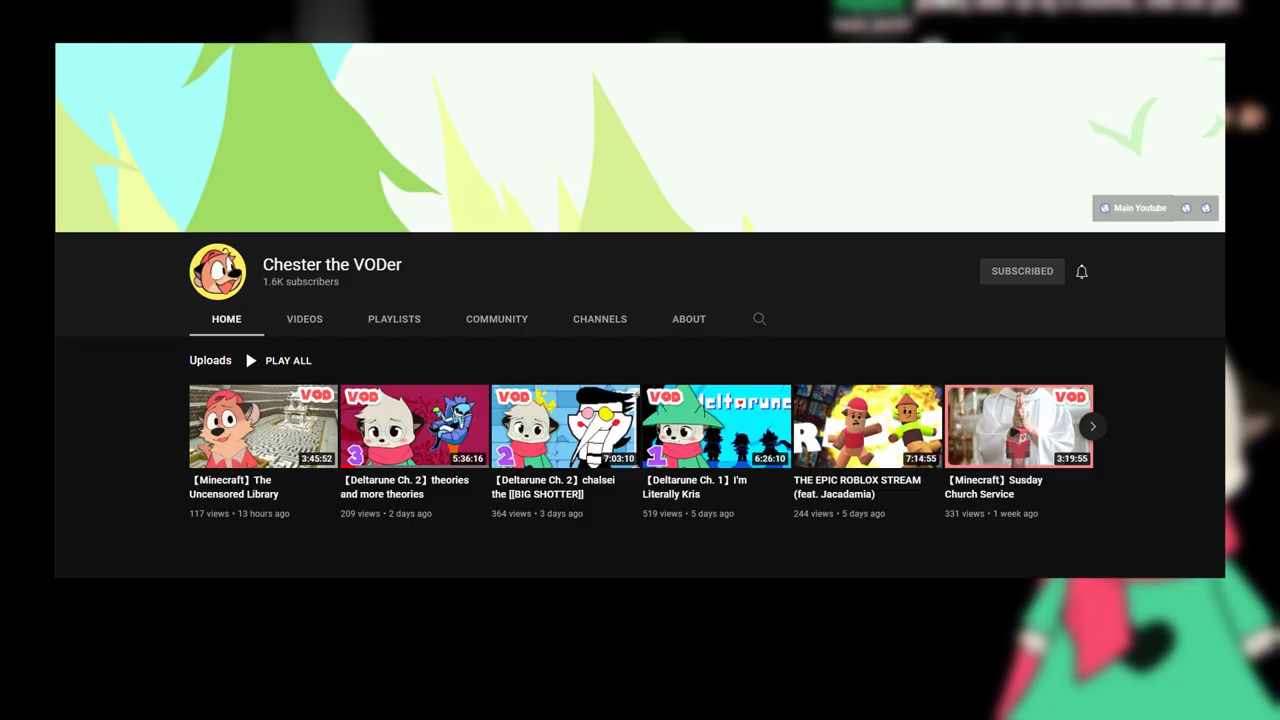 Main Youtube
Chester the VODer
1.6K subscribers
SUBSCRIBED
HOME VIDEOS PLAYLISTS COMMUNITY CHANNELS ABOUT
Uploads PLAY ALL
VOD
3:45:52
VOD
3
5:36:16
VOD
2
7:03:10
VOD
deltarune
1
6:26:10
7:14:55
VOD
3:19:55
【Minecraft】The
Uncensored Library
117 views • 13 hours ago
【Deltarune Ch. 2】theories
and more theories
209 views • 2 days ago
【Deltarune Ch. 2】chalsei
the [[BIG SHOTTER]]
364 views • 3 days ago
【Deltarune Ch. 1】I'm
Literally Kris
519 views • 5 days ago
THE EPIC ROBLOX STREAM
(feat. Jacadamia)
244 views • 5 days ago
【Minecraft】Susday
Church Service
331 views • 1 week ago